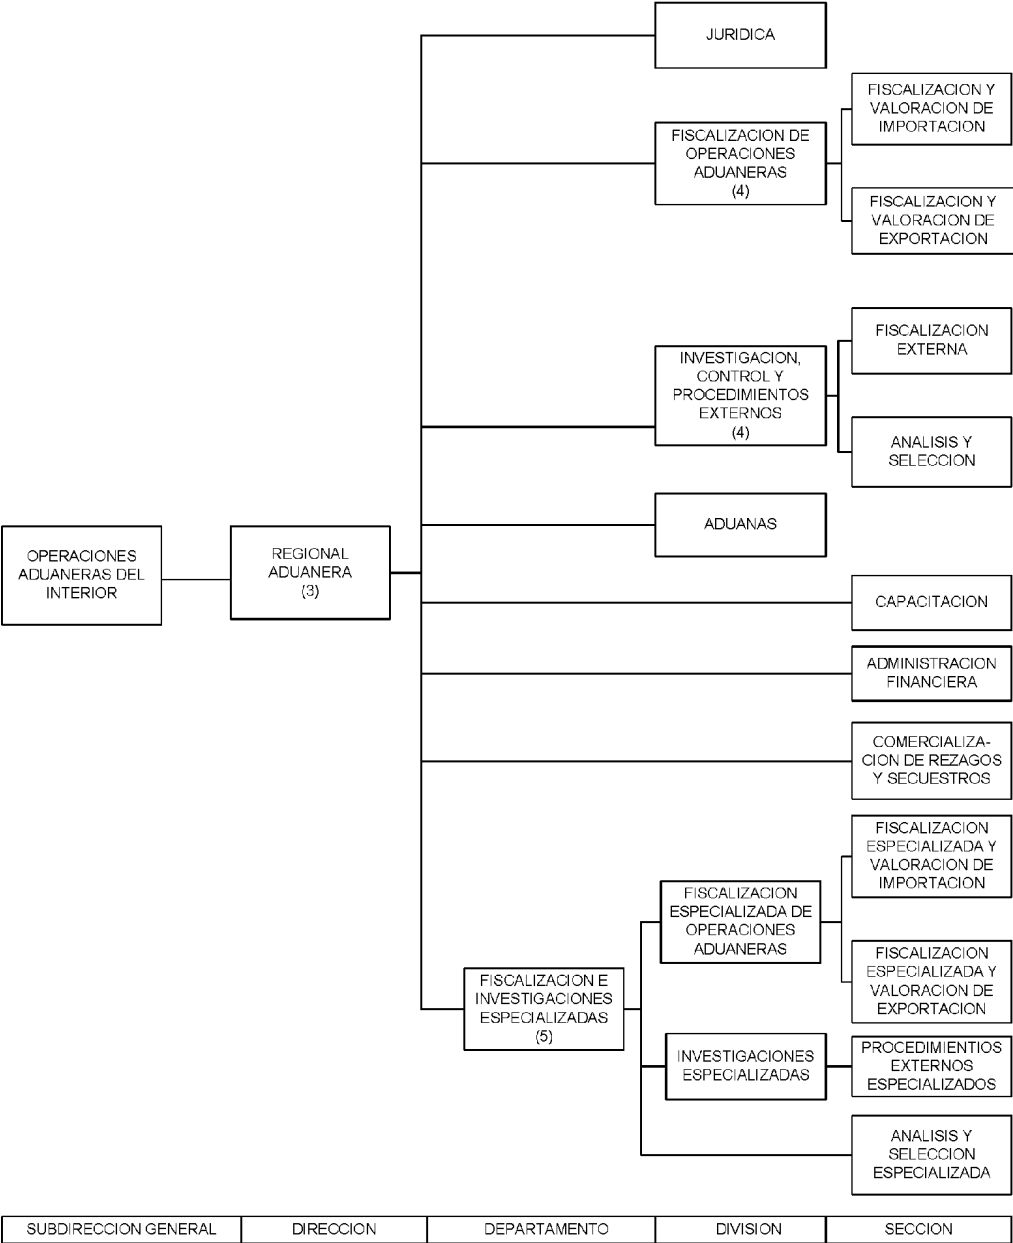 JURIDICA
FISCALIZACION Y
VALORACION DE
IMPORTACION
FISCALIZACION DE
OPERACIONES
ADUANERAS
(4)
FISCALIZACION Y
VALORACION DE
EXPORTACION
FISCALIZACION
EXTERNA
INVESTIGACION,
CONTROL Y
PROCEDIMIENTOS
EXTERNOS
(4)
ANALISIS Y
SELECCION
ADUANAS
OPERACIONES
ADUANERAS DEL
INTERIOR
REGIONAL
ADUANERA
(3)
CAPACITACION
ADMINISTRACION
FINANCIERA
COMERCIALIZA-
CION DE REZAGOS
Y SECUESTROS
FISCALIZACION
ESPECIALIZADA Y
VALORACION DE
IMPORTACION
FISCALIZACION
ESPECIALIZADA DE
OPERACIONES
ADUANERAS
FISCALIZACION
ESPECIALIZADA Y
VALORACION DE
EXPORTACION
FISCALIZACION E
INVESTIGACIONES
ESPECIALIZADAS
(5)
INVESTIGACIONES
ESPECIALIZADAS
PROCEDIMIENTIOS
EXTERNOS
ESPECIALIZADOS
ANALISIS Y
SELECCION
ESPECIALIZADA
SUBDIRECCION GENERAL DIRECCION DEPARTAMENTO DIVISION SECCION